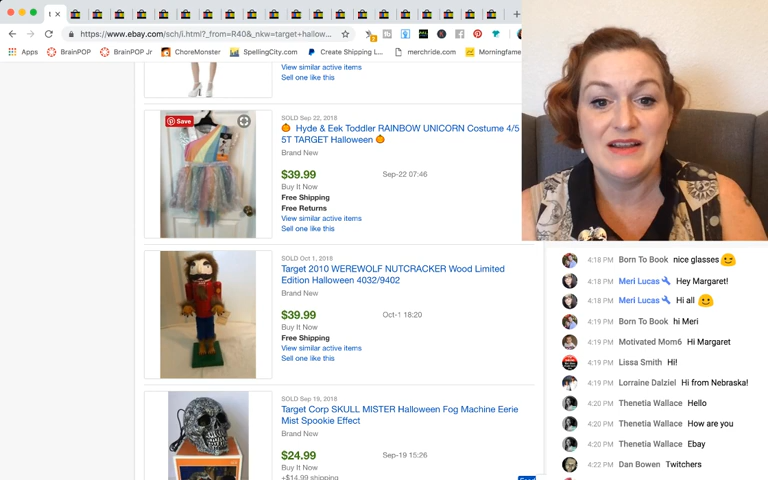 https://www.ebay.com/sch/i.html?_from=R40&_nkw=target+hallow...
Apps
BrainPOP
BrainPOP Jr
ChoreMonster
SpellingCity.com
Create Shipping L...
merchride.com
Morningfame
View similar active items
Sell one like this
Save
SOLD Sep 22, 2018
Hyde & Eek Toddler RAINBOW UNICORN Costume 4/5
5T TARGET Halloween
Brand New
$39.99
Sep-22 07:46
Buy It Now
Free Shipping
Free Returns
View similar active items
Sell one like this
SOLD Oct 1, 2018
Target 2010 WEREWOLF NUTCRACKER Wood Limited
Edition Halloween 4032/9402
Brand New
$39.99
Oct-1 18:20
Buy It Now
Free Shipping
View similar active items
Sell one like this
SOLD Sep 19, 2018
Target Corp SKULL MISTER Halloween Fog Machine Eerie
Mist Spookie Effect
Brand New
$24.99
Sep-19 15:26
Buy It Now
+$14.99 shipping
4:18 PM Born To Book nice glasses
4:18 PM Meri Lucas Hey Margaret!
4:18 PM Meri Lucas Hi all
4:19 PM Born To Book hi Meri
4:19 PM Motivated Mom6 Hi Margaret
4:19 PM Lissa Smith Hi!
4:19 PM Lorraine Dalziel Hi from Nebraska!
4:20 PM Thenetia Wallace Hello
4:20 PM Thenetia Wallace How are you
4:20 PM Thenetia Wallace Ebay
4:22 PM Dan Bowen Twitchers